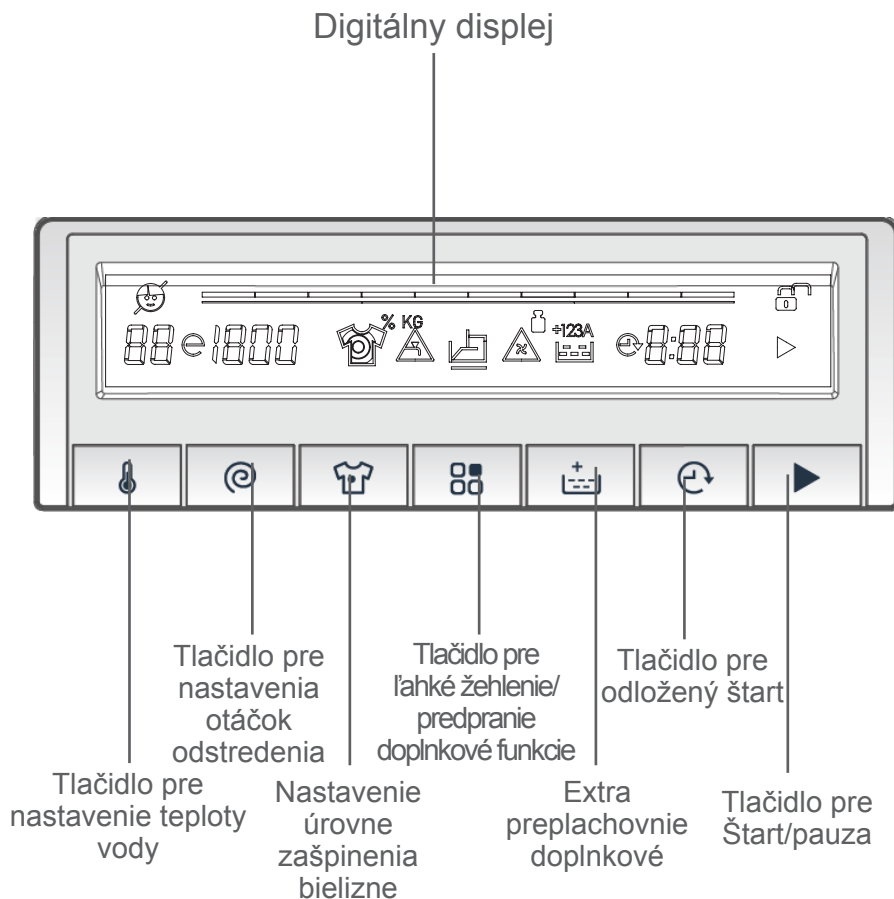 Digitálny displej
% KG
+123A
88 e 1800
8:88
Tlačidlo pre
nastavenia
otáčok
odstredenia
Tlačidlo pre
ľahké žehlenie/
predpranie
doplnkové funkcie
Tlačidlo pre
odložený štart
Tlačidlo pre
nastavenie teploty
vody
Nastavenie
úrovne
zašpinenia
bielizne
Extra
preplachovnie
doplnkové
Tlačidlo pre
Štart/pauza